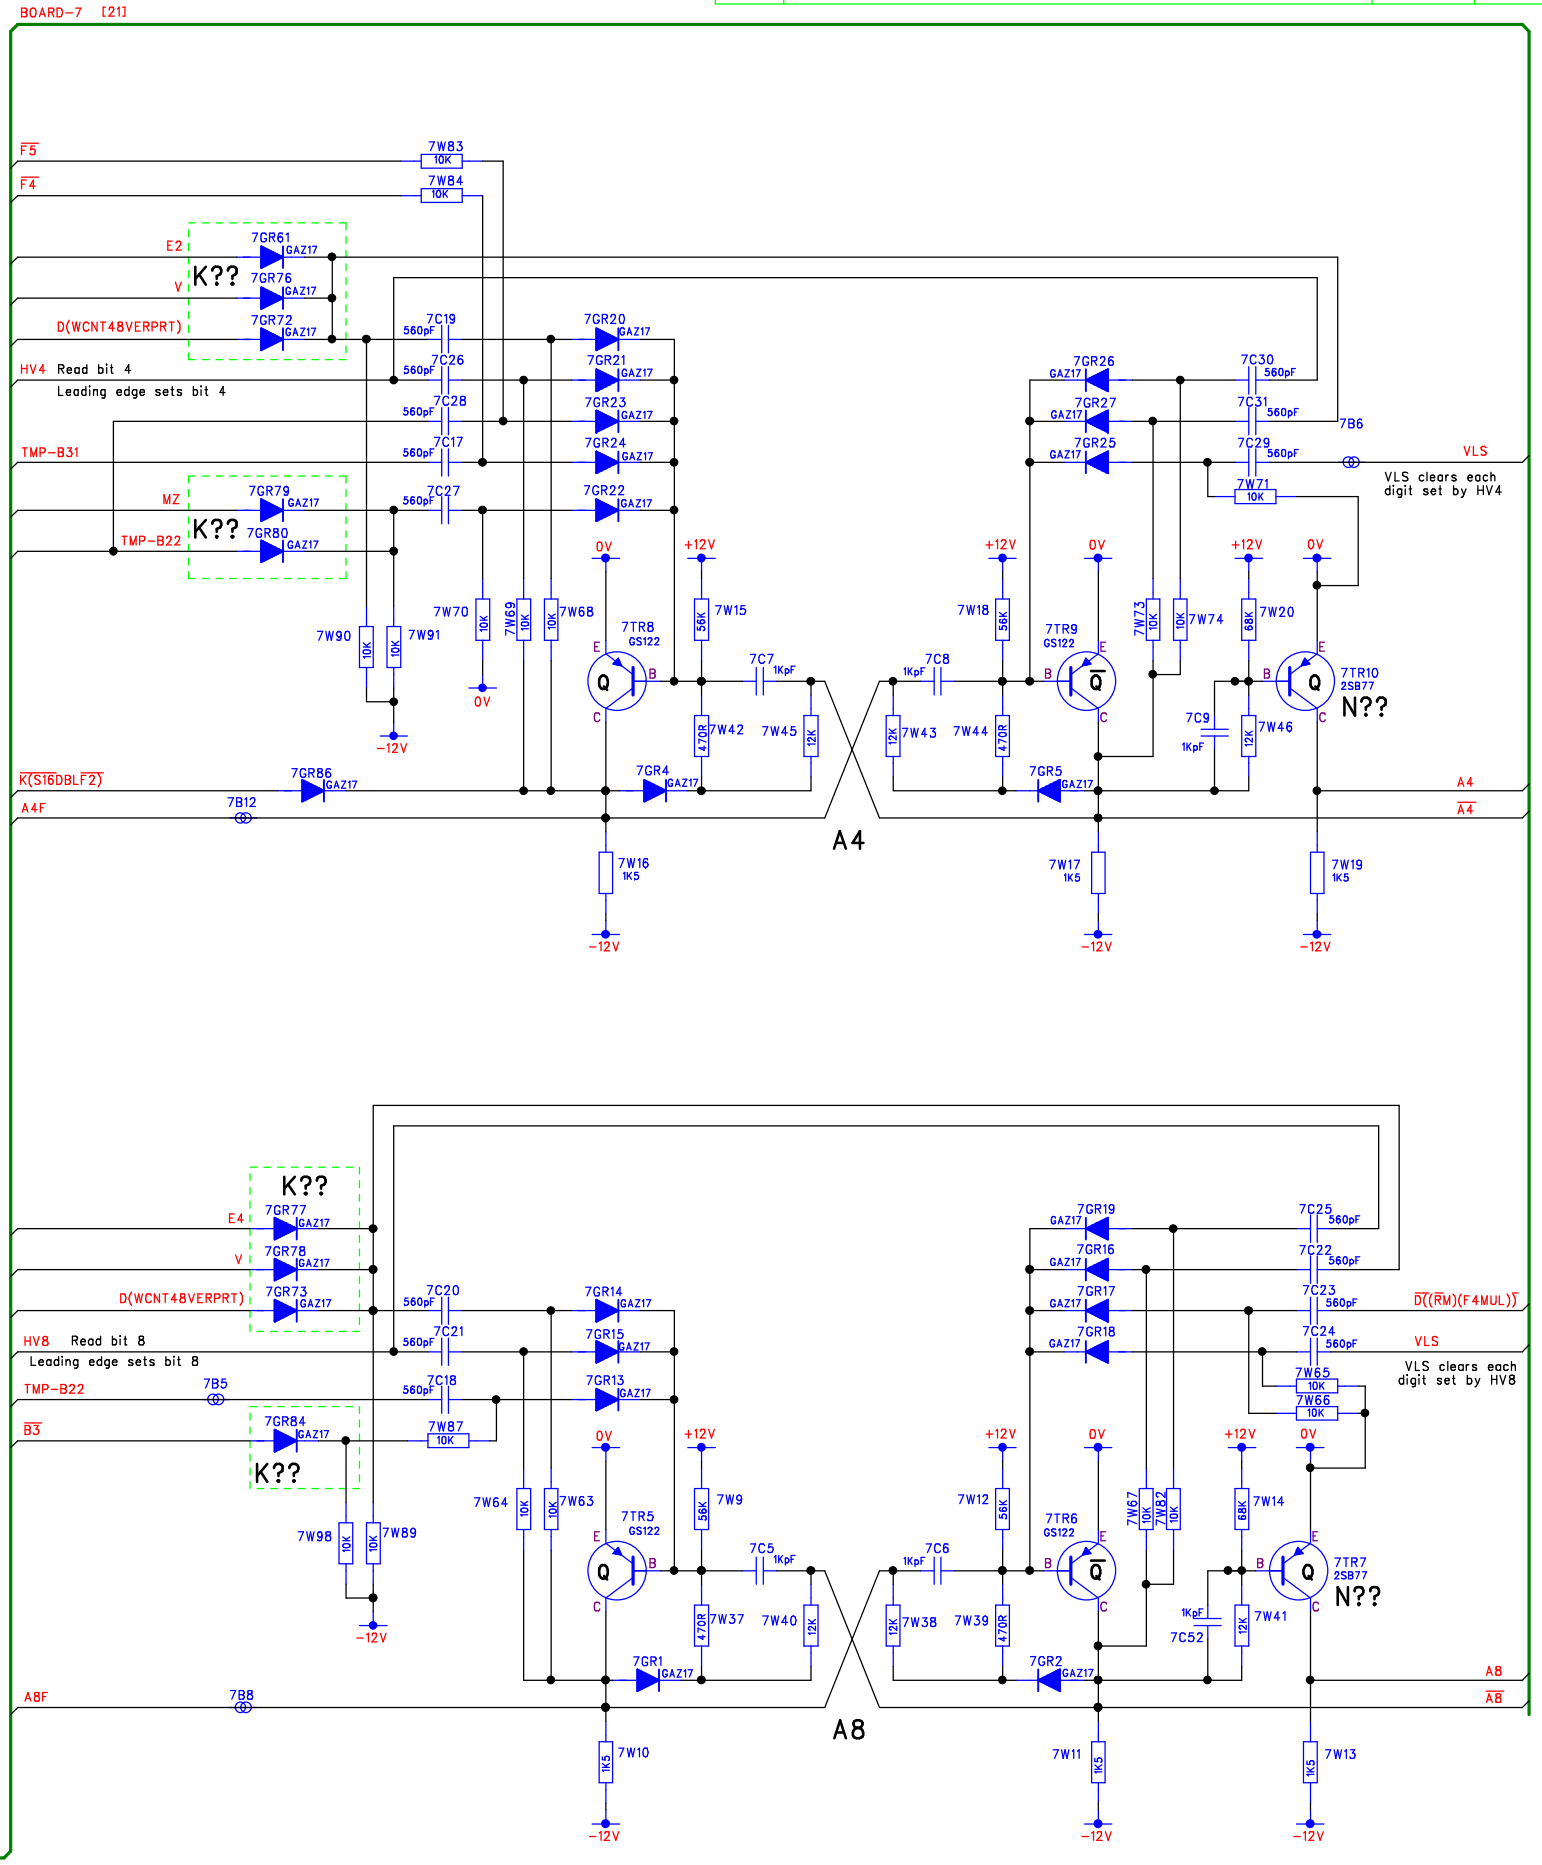 BOARD-7 [21]
F5
7W83
10K
F4
7W84
10K
E2
7GR61
GAZ17
K??
V
7GR76
GAZ17
D(WCNT48VERPRT)
7GR72
GAZ17
7C19
560pF
7GR20
GAZ17
HV4 Read bit 4
Leading edge sets bit 4
7C26
560pF
7GR21
GAZ17
7GR26
GAZ17
7C30
560pF
7C28
560pF
7GR23
GAZ17
7GR27
GAZ17
7C31
560pF
7B6
TMP-B31
7C17
560pF
7GR24
GAZ17
7GR25
GAZ17
7C29
560pF
VLS
VLS clears each
digit set by HV4
7W71
10K
MZ
7GR79
GAZ17
7C27
560pF
7GR22
GAZ17
K??
TMP-B22
7GR80
GAZ17
0V
+12V
+12V
0V
+12V
0V
7W90
10K
7W91
10K
7W70
10K
7W69
10K
7W68
10K
7W15
56K
7W18
56K
7W73
10K
7W74
10K
7W20
68K
0V
-12V
7TR8
GS122
E
B
C
Q
7C7
1KpF
7C8
1KpF
7TR9
GS122
E
B
C
Q
7TR10
2SB77
N??
E
B
C
Q
7W42
470R
7W45
12K
7W43
12K
7W44
470R
7C9
1KpF
7W46
12K
K(S16DBLF2)
7GR86
GAZ17
7GR4
GAZ17
7GR5
GAZ17
A4
A4F
7B12
A4
A4
7W16
1K5
7W17
1K5
7W19
1K5
-12V
-12V
-12V
K??
E4
7GR77
GAZ17
7GR19
GAZ17
7C25
560pF
V
7GR78
GAZ17
7GR16
GAZ17
7C22
560pF
D(WCNT48VERPRT)
7GR73
GAZ17
7C20
560pF
7GR14
GAZ17
7GR17
GAZ17
7C23
560pF
D((RM)(F4MUL))
HV8 Read bit 8
Leading edge sets bit 8
7C21
560pF
7GR15
GAZ17
7GR18
GAZ17
7C24
560pF
VLS
VLS clears each
digit set by HV8
7W65
10K
7W66
10K
TMP-B22
7B5
7C18
560pF
7GR13
GAZ17
B3
7GR84
GAZ17
K??
7W87
10K
0V
+12V
+12V
0V
+12V
0V
7W98
10K
7W89
10K
-12V
7W64
10K
7W63
10K
7W9
56K
7W12
56K
7W67
10K
7W82
10K
7W14
68K
7TR5
GS122
E
B
C
Q
7C5
1KpF
7C6
1KpF
7TR6
GS122
E
B
C
Q
7TR7
2SB77
N??
E
B
C
Q
7W37
470R
7W40
12K
7W38
12K
7W39
470R
1KpF
7C52
7W41
12K
7GR1
GAZ17
7GR2
GAZ17
A8
A8F
7B8
A8
A8
7W10
1K5
7W11
1K5
7W13
1K5
-12V
-12V
-12V